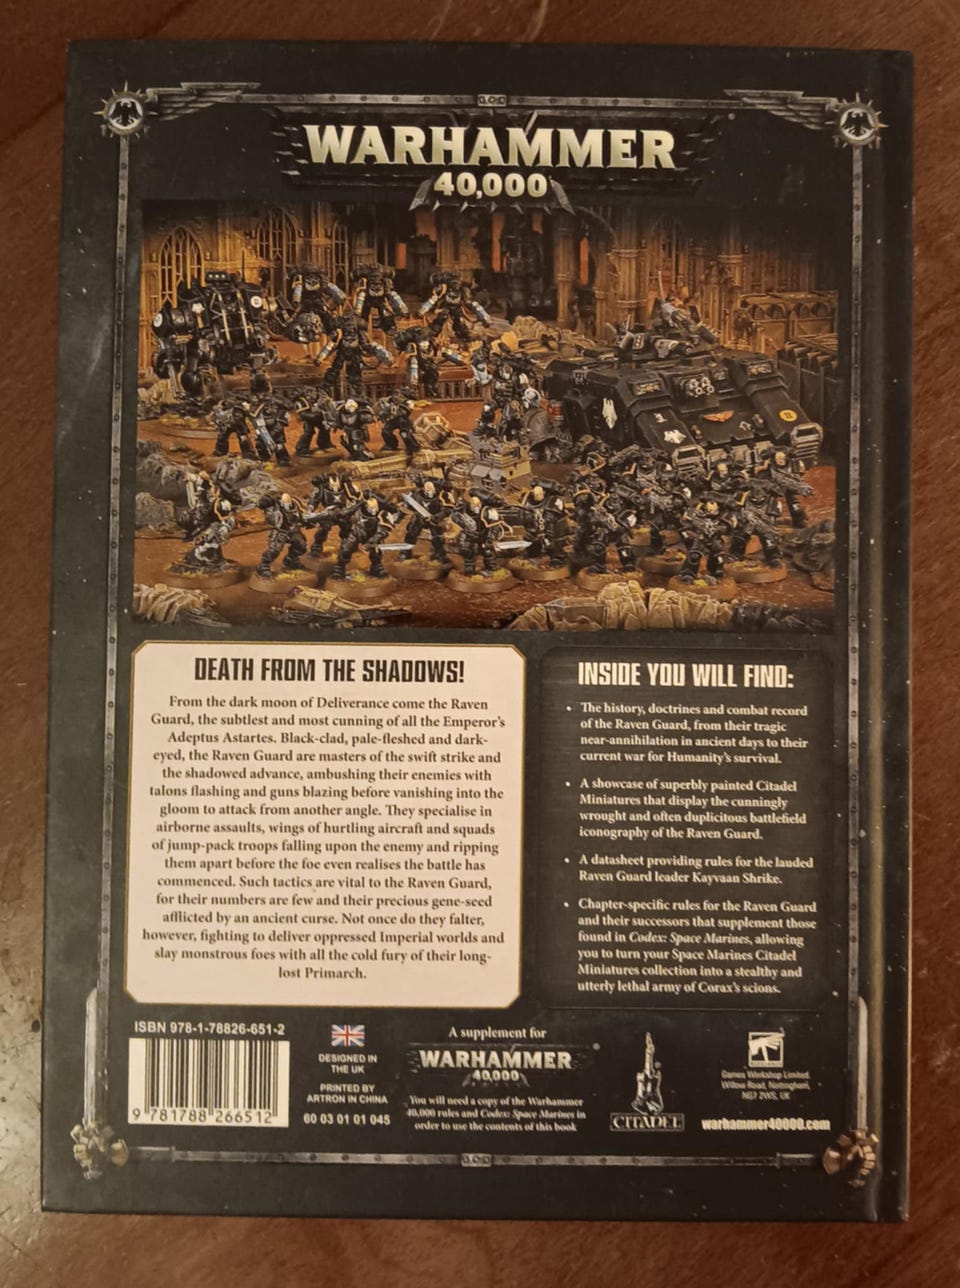 WARHAMMER
40,000
DEATH FROM THE SHADOWS!
From the dark moon of Deliverance come the Raven
Guard, the subtlest and most cunning of all the Emperor's
Adeptus Astartes. Black-clad, pale-fleshed and dark-
eyed, the Raven Guard are masters of the swift strike and
the shadowed advance, ambushing their enemies with
talons flashing and guns blazing before vanishing into the
gloom to attack from another angle. They specialise in
airborne assaults, wings of hurtling aircraft and squads
of jump-pack troops falling upon the enemy and ripping
them apart before the foe even realises the battle has
commenced. Such tactics are vital to the Raven Guard,
for their numbers are few and their precious gene-seed
afflicted by an ancient curse. Not once do they falter,
however, fighting to deliver oppressed Imperial worlds and
slay monstrous foes with all the cold fury of their long-
lost Primarch.
INSIDE YOU WILL FIND:
• The history, doctrines and combat record
of the Raven Guard, from their tragic
near-annihilation in ancient days to their
current war for Humanity's survival.
• A showcase of superbly painted Citadel
Miniatures that display the cunningly
wrought and often duplicitous battlefield
iconography of the Raven Guard.
• A datasheet providing rules for the lauded
Raven Guard leader Kayvaan Shrike.
• Chapter-specific rules for the Raven Guard
and their successors that supplement those
found in Codex: Space Marines, allowing
you to turn your Space Marines Citadel
Miniatures collection into a stealthy and
utterly lethal army of Corax's scions.
ISBN 978-1-78826-651-2
9 781788 266512
DESIGNED IN
THE UK
PRINTED BY
ARTRON IN CHINA
60 03 01 01 045
A supplement for
WARHAMMER
40,000
You will need a copy of the Warhammer
40,000 rules and Codex: Space Marines in
order to use the contents of this book
CITADEL
Games Workshop Limited,
Willow Road, Nottingham,
NG7 2WS, UK
warhammer40000.com